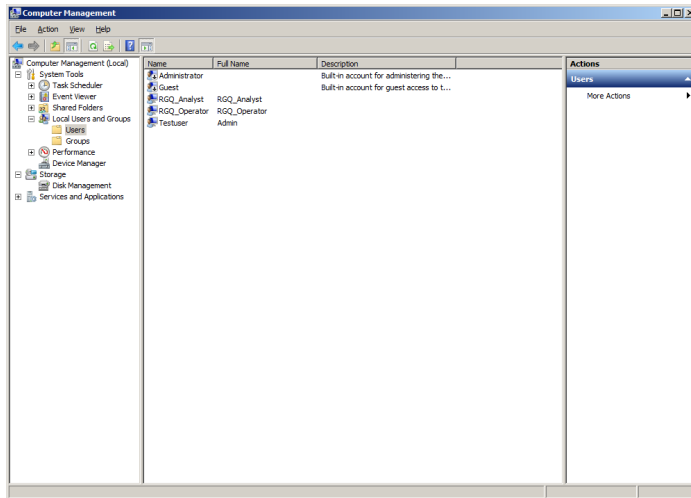 Computer Management
File Action View Help
Computer Management (Local)
System Tools
Task Scheduler
Event Viewer
Shared Folders
Local Users and Groups
Users
Groups
Performance
Device Manager
Storage
Disk Management
Services and Applications
Name Full Name Description
Administrator Built-in account for administering the...
Guest Built-in account for guest access to t...
RGQ_Analyst RGQ_Analyst
RGQ_Operator RGQ_Operator
Testuser Admin
Actions
Users
More Actions